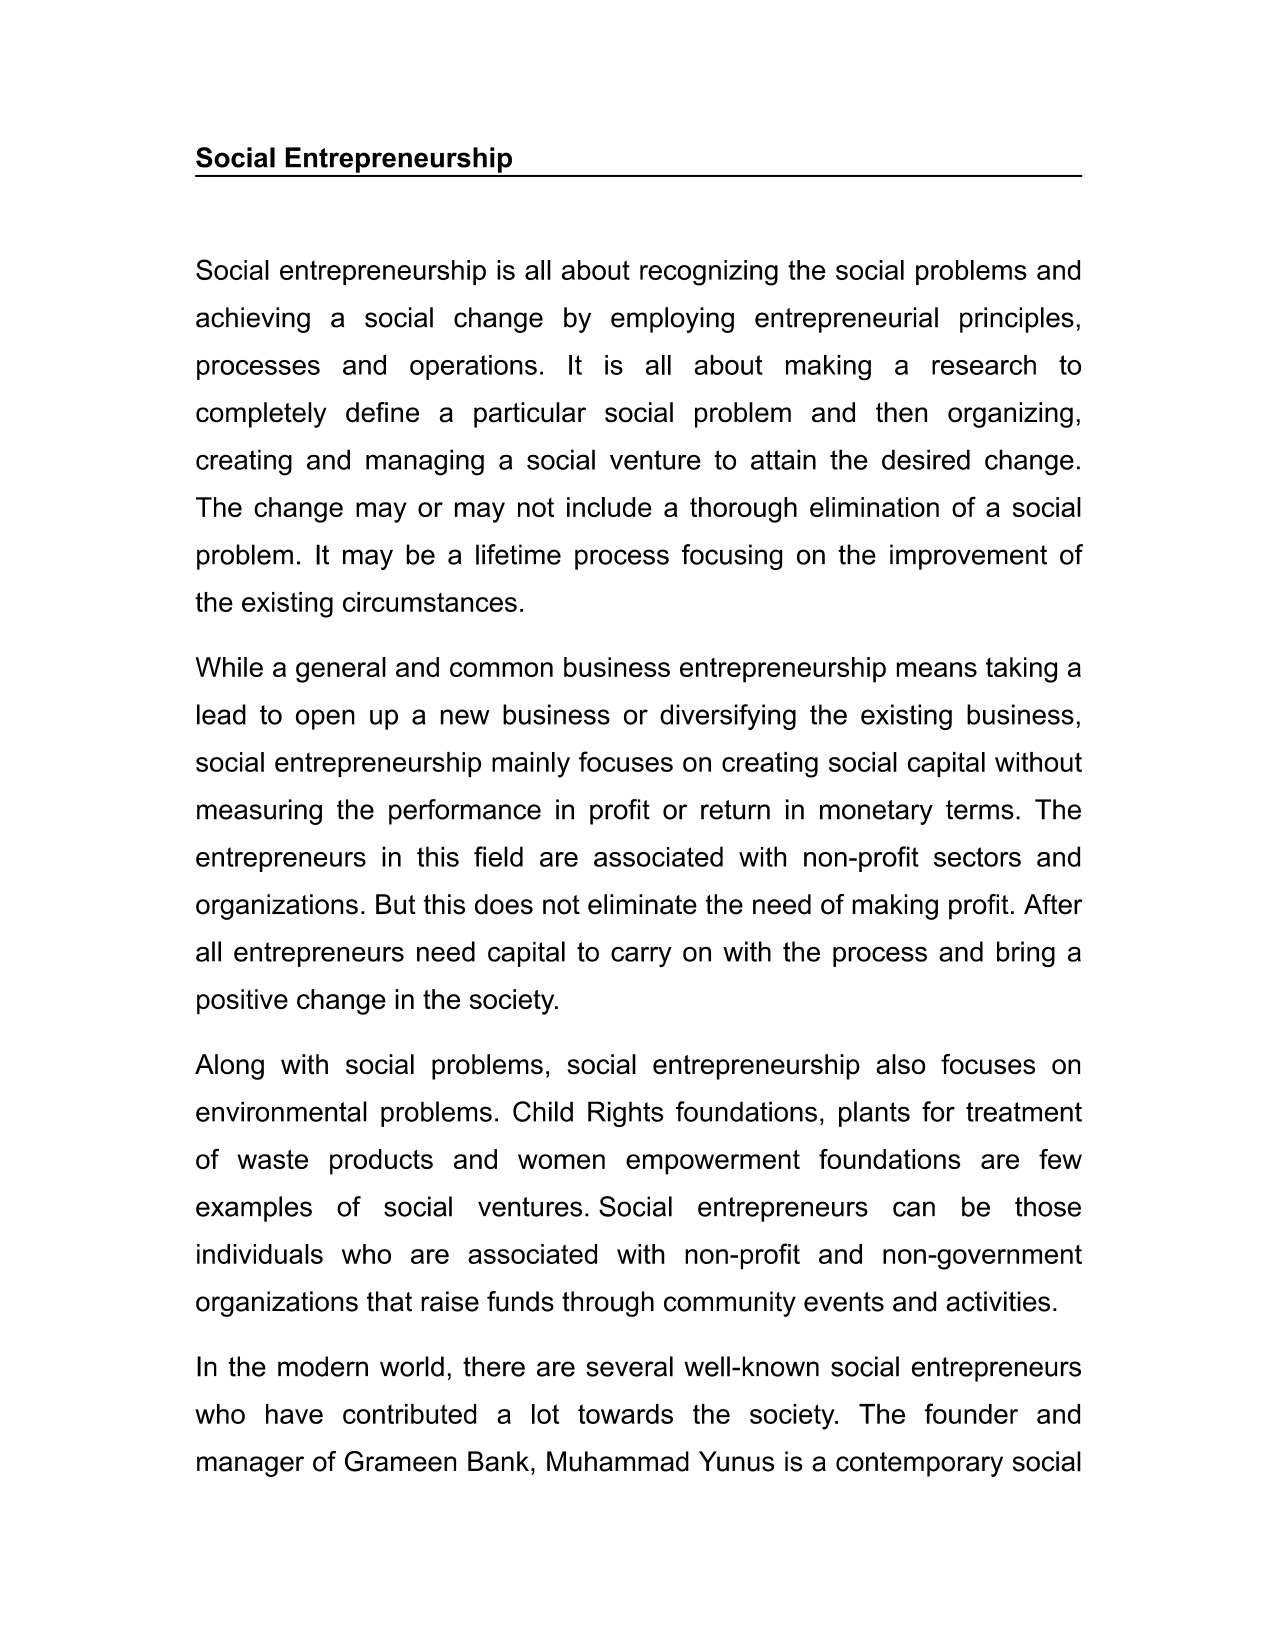 Social Entrepreneurship
Social entrepreneurship is all about recognizing the social problems and
achieving a social change by employing entrepreneurial principles,
processes and operations. It is all about making a research to
completely define a particular social problem and then organizing,
creating and managing a social venture to attain the desired change.
The change may or may not include a thorough elimination of a social
problem. It may be a lifetime process focusing on the improvement of
the existing circumstances.
While a general and common business entrepreneurship means taking a
lead to open up a new business or diversifying the existing business,
social entrepreneurship mainly focuses on creating social capital without
measuring the performance in profit or return in monetary terms. The
entrepreneurs in this field are associated with non-profit sectors and
organizations. But this does not eliminate the need of making profit. After
all entrepreneurs need capital to carry on with the process and bring a
positive change in the society.
Along with social problems, social entrepreneurship also focuses on
environmental problems. Child Rights foundations, plants for treatment
of waste products and women empowerment foundations are few
examples of social ventures. Social entrepreneurs can be those
individuals who are associated with non-profit and non-government
organizations that raise funds through community events and activities.
In the modern world, there are several well-known social entrepreneurs
who have contributed a lot towards the society. The founder and
manager of Grameen Bank, Muhammad Yunus is a contemporary social